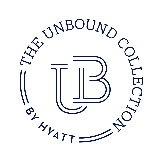 THE UNBOUND COLLECTION
UB
BY HYATT